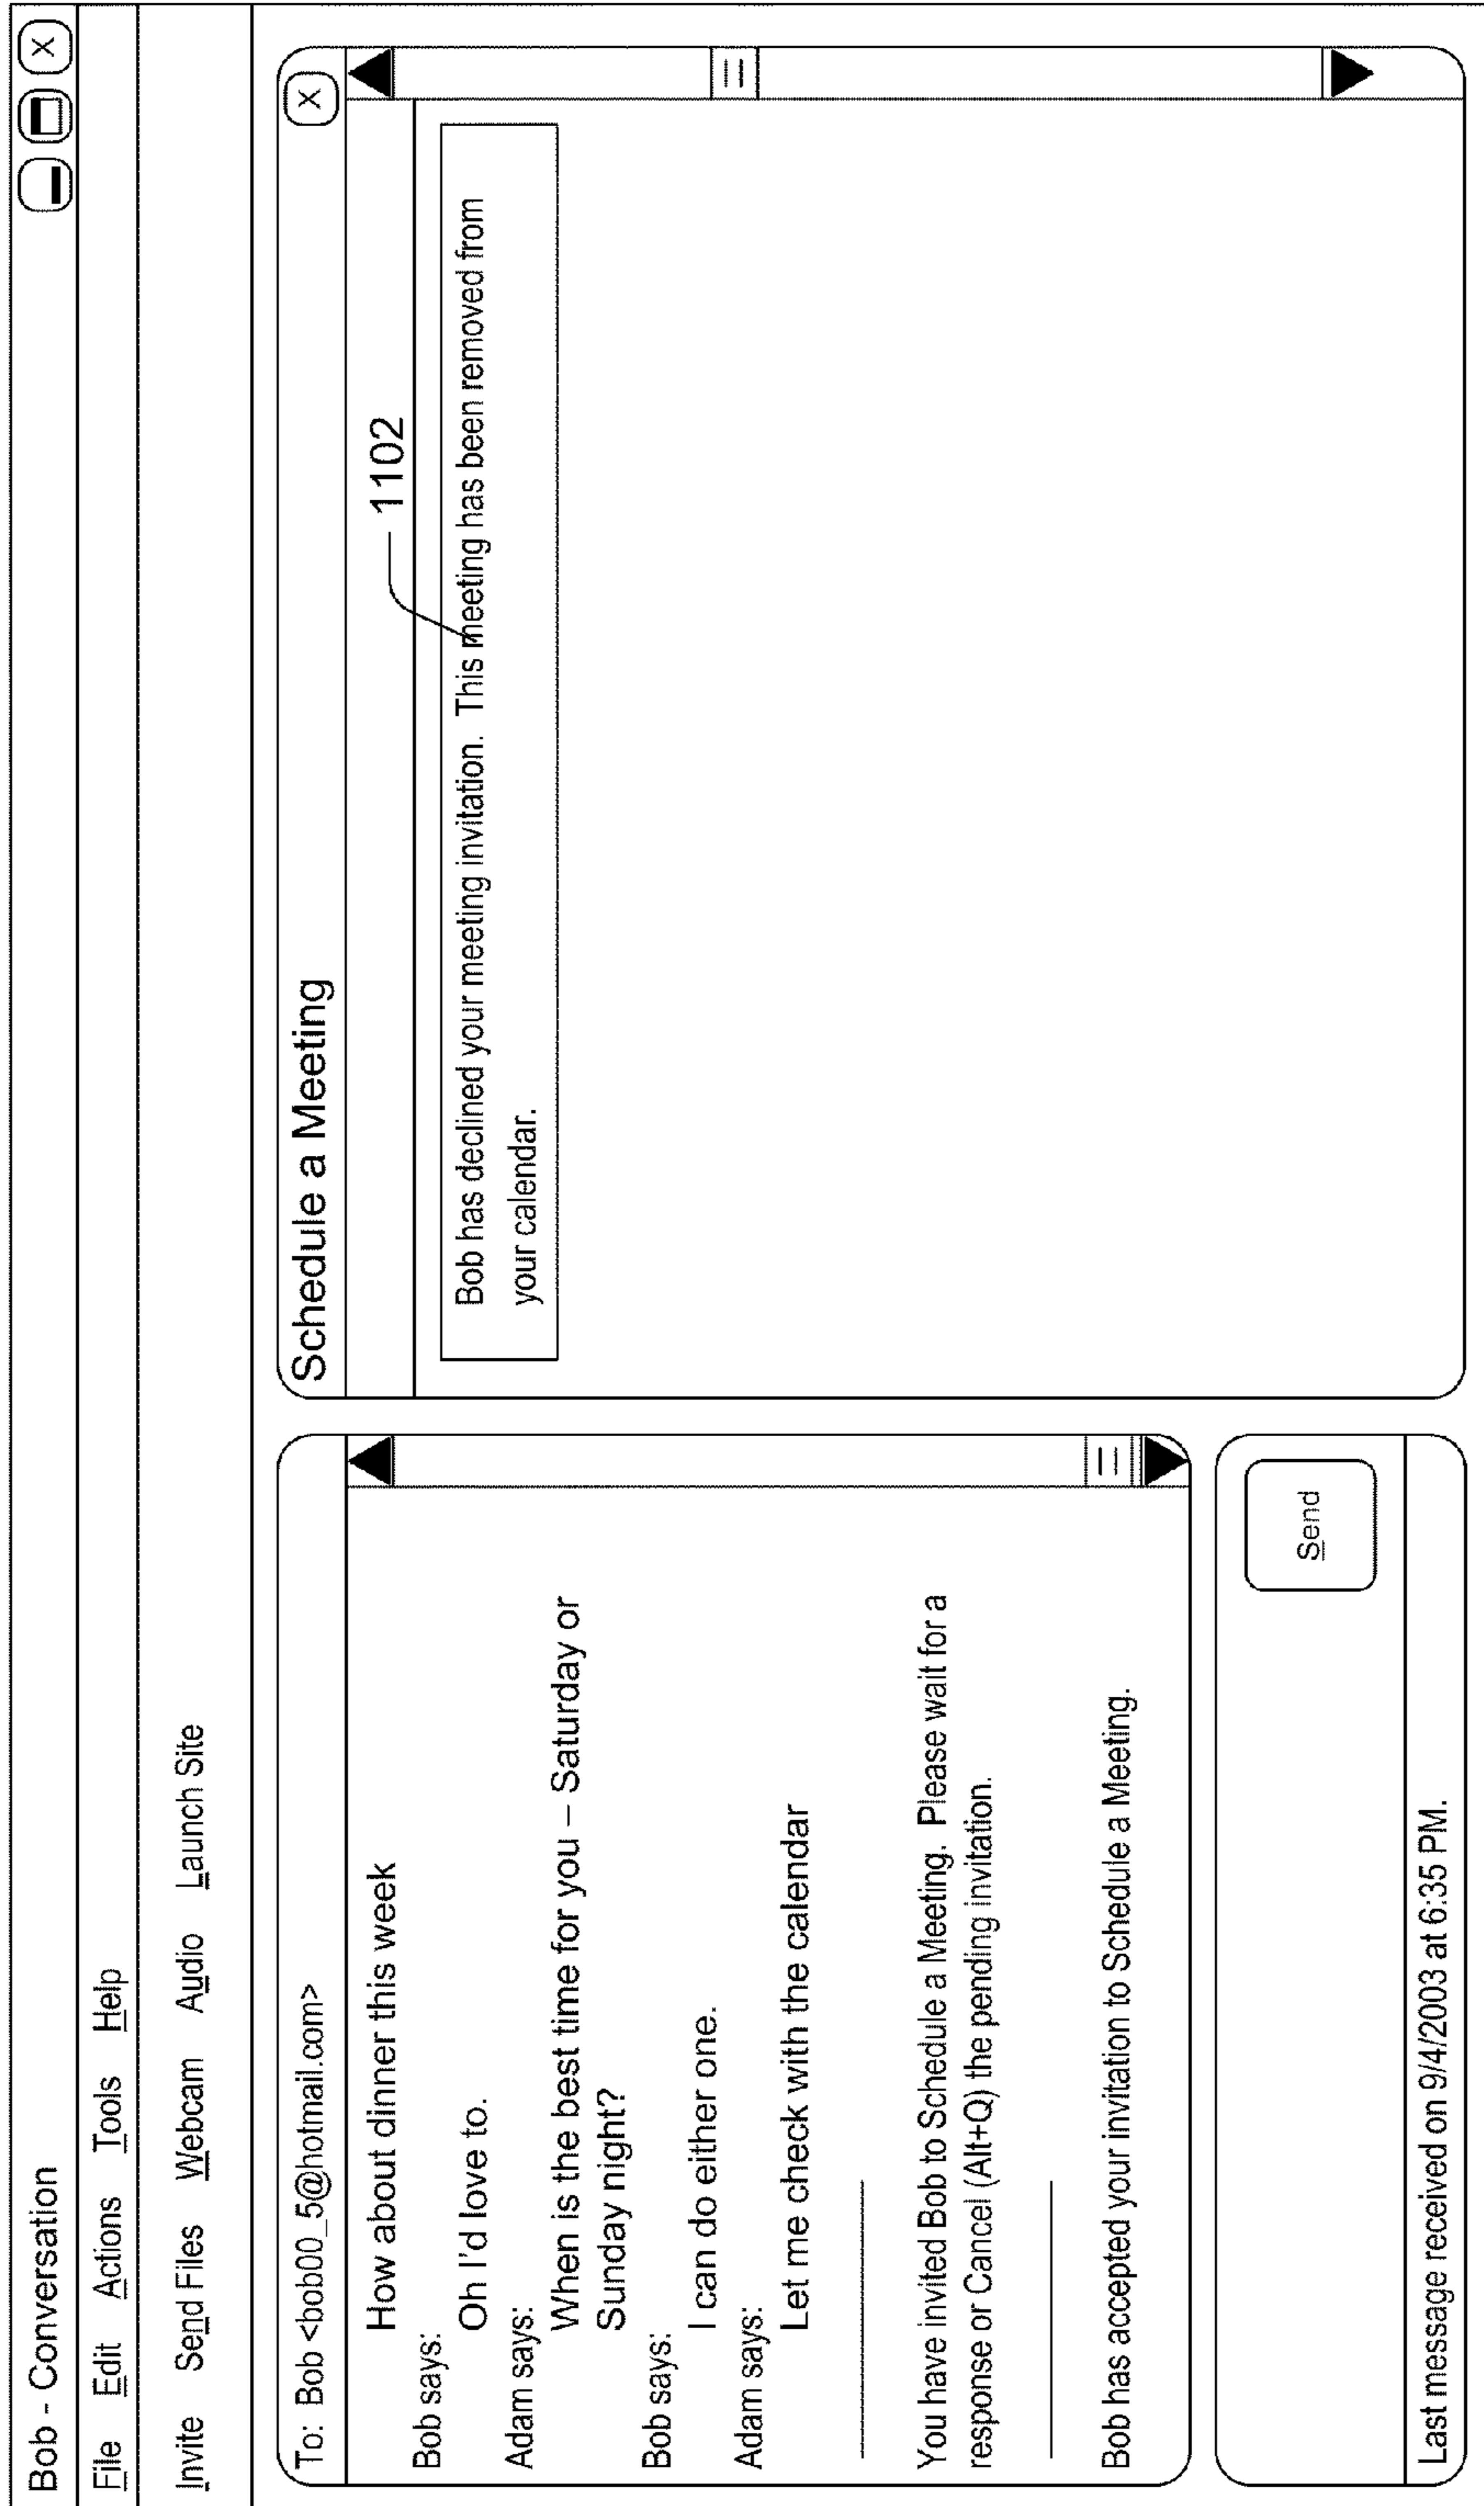 Bob - Conversation
X
File Edit Actions Tools Help
Invite Send Files Webcam Audio Launch Site
To: Bob <bob00_5@hotmail.com>
How about dinner this week
Bob says:
Oh I'd love to.
Adam says:
When is the best time for you – Saturday or
Sunday night?
Bob says:
I can do either one.
Adam says:
Let me check with the calendar
You have invited Bob to Schedule a Meeting. Please wait for a
response or Cancel (Alt+Q) the pending invitation.
Bob has accepted your invitation to Schedule a Meeting.
Send
Last message received on 9/4/2003 at 6:35 PM.
Schedule a Meeting
X
1102
Bob has declined your meeting invitation. This meeting has been removed from
your calendar.